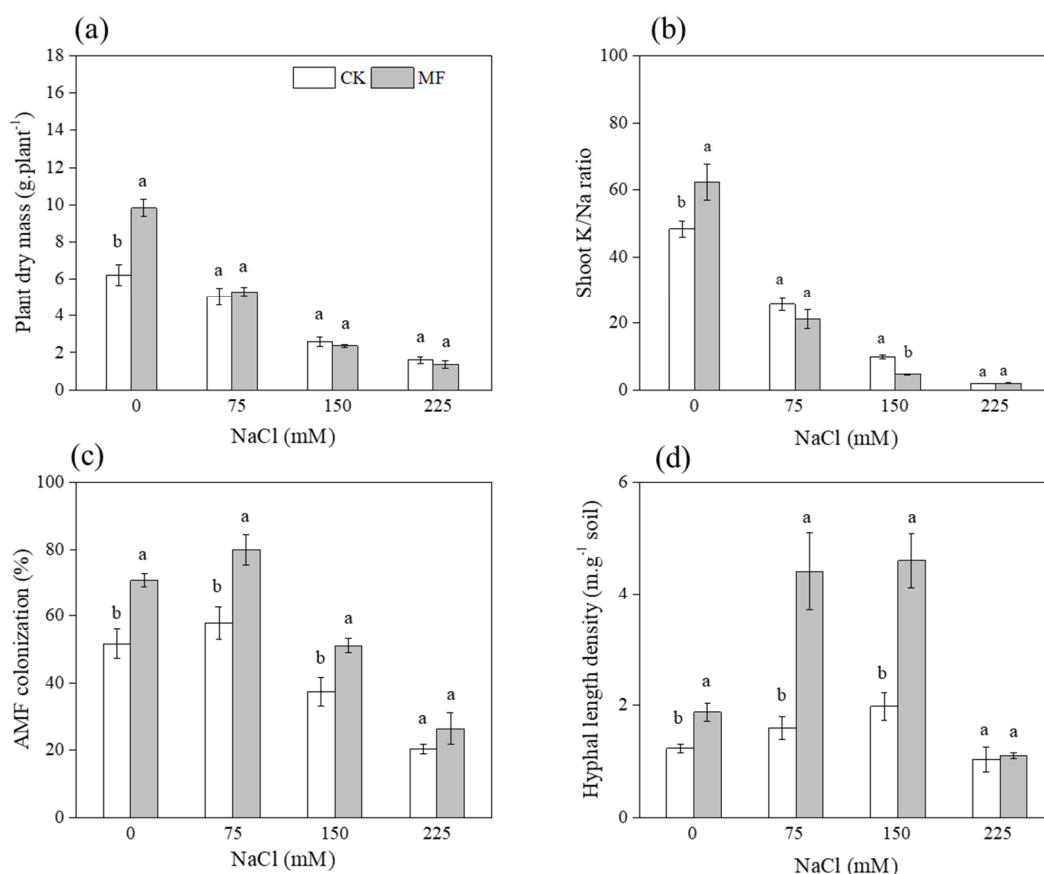 (a)
18
16
14
12
10
8
6
4
2
0
Plant dry mass (g.plant⁻¹)
CK MF
b a
a a
a a
a a
0 75 150 225
NaCl (mM)
(b)
100
80
60
40
20
0
Shoot K/Na ratio
b a
a a
a b
a a
0 75 150 225
NaCl (mM)
(c)
100
80
60
40
20
0
AMF colonization (%)
b a
b a
b a
a a
0 75 150 225
NaCl (mM)
(d)
6
4
2
0
Hyphal length density (m.g⁻¹ soil)
b a
b a
b a
a a
0 75 150 225
NaCl (mM)